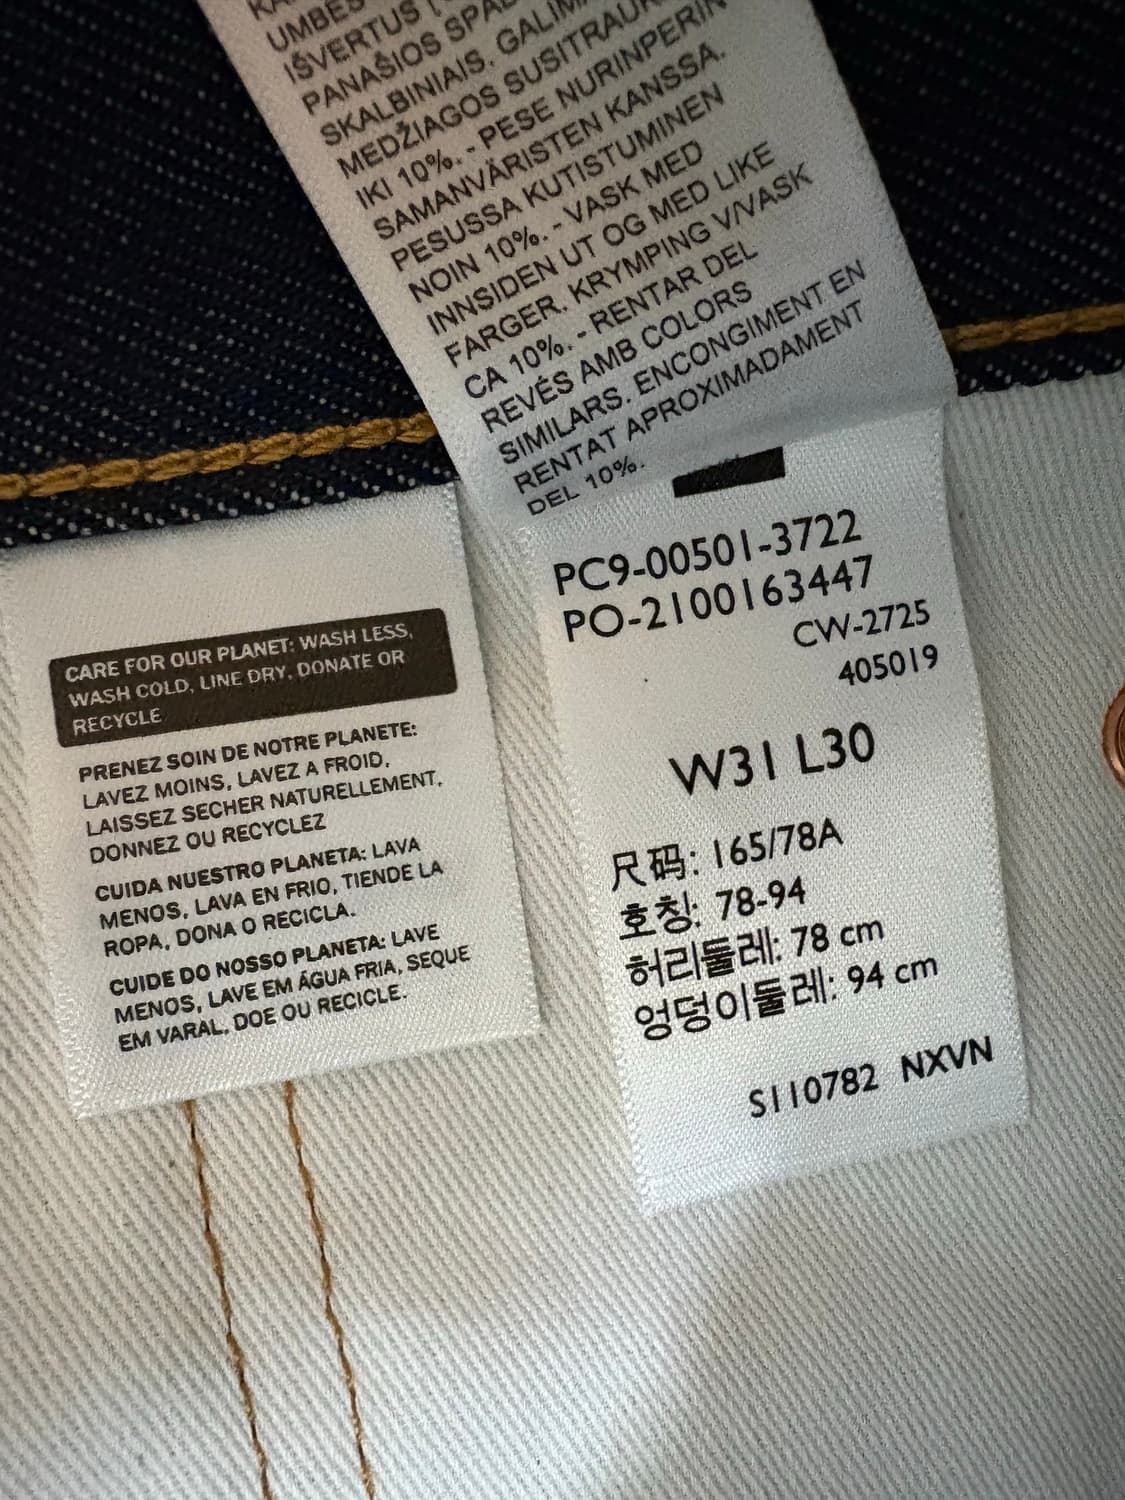 UMBES
IŠVERTUS
PANAŠIOS SPAL
SKALBINIAIS. GALIM
MEDŽIAGOS SUSITRAUK
IKI 10%. - PESE NURINPERIN
SAMANVÄRISTEN KANSSA.
PESUSSA KUTISTUMINEN
NOIN 10%. - VASK MED
INNSIDEN UT OG MED LIKE
FARGER. KRYMPING V/VASK
CA 10%. - RENTAR DEL
REVÉS AMB COLORS
SIMILARS. ENCONGIMENT EN
RENTAT APROXIMADAMENT
DEL 10%.
CARE FOR OUR PLANET: WASH LESS,
WASH COLD, LINE DRY, DONATE OR
RECYCLE
PRENEZ SOIN DE NOTRE PLANETE:
LAVEZ MOINS, LAVEZ A FROID,
LAISSEZ SECHER NATURELLEMENT,
DONNEZ OU RECYCLEZ
CUIDA NUESTRO PLANETA: LAVA
MENOS, LAVA EN FRIO, TIENDE LA
ROPA, DONA O RECICLA.
CUIDE DO NOSSO PLANETA: LAVE
MENOS, LAVE EM ÁGUA FRIA, SEQUE
EM VARAL, DOE OU RECICLE.
PC9-00501-3722
PO-2100163447
CW-2725
405019
W31 L30
尺码: 165/78A
호칭: 78-94
허리둘레: 78 cm
엉덩이둘레: 94 cm
S110782 NXVN